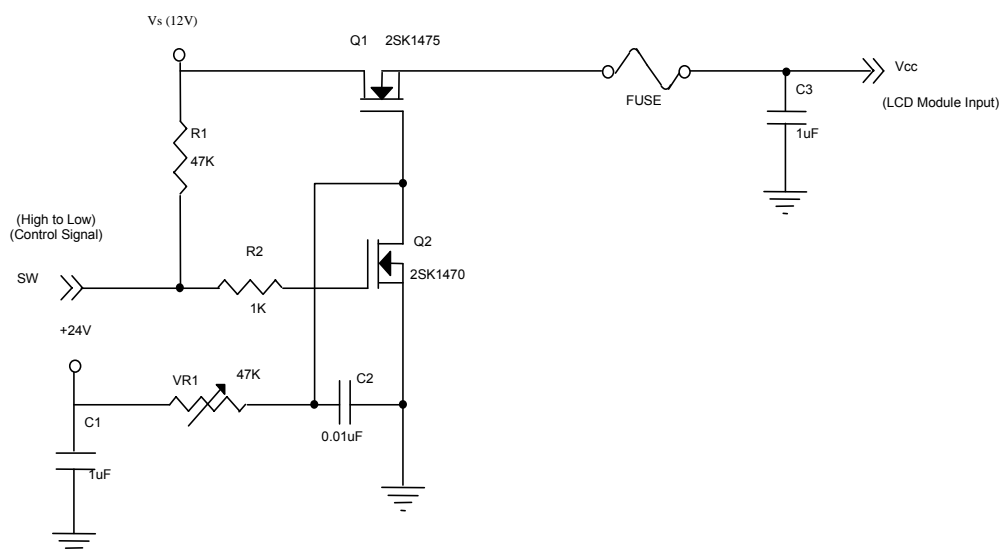 Vs (12V)
Q1 2SK1475
FUSE
Vcc
(LCD Module Input)
C3
1uF
R1
47K
(High to Low)
(Control Signal)
SW
R2
1K
Q2
2SK1470
+24V
VR1
47K
C2
0.01uF
C1
1uF